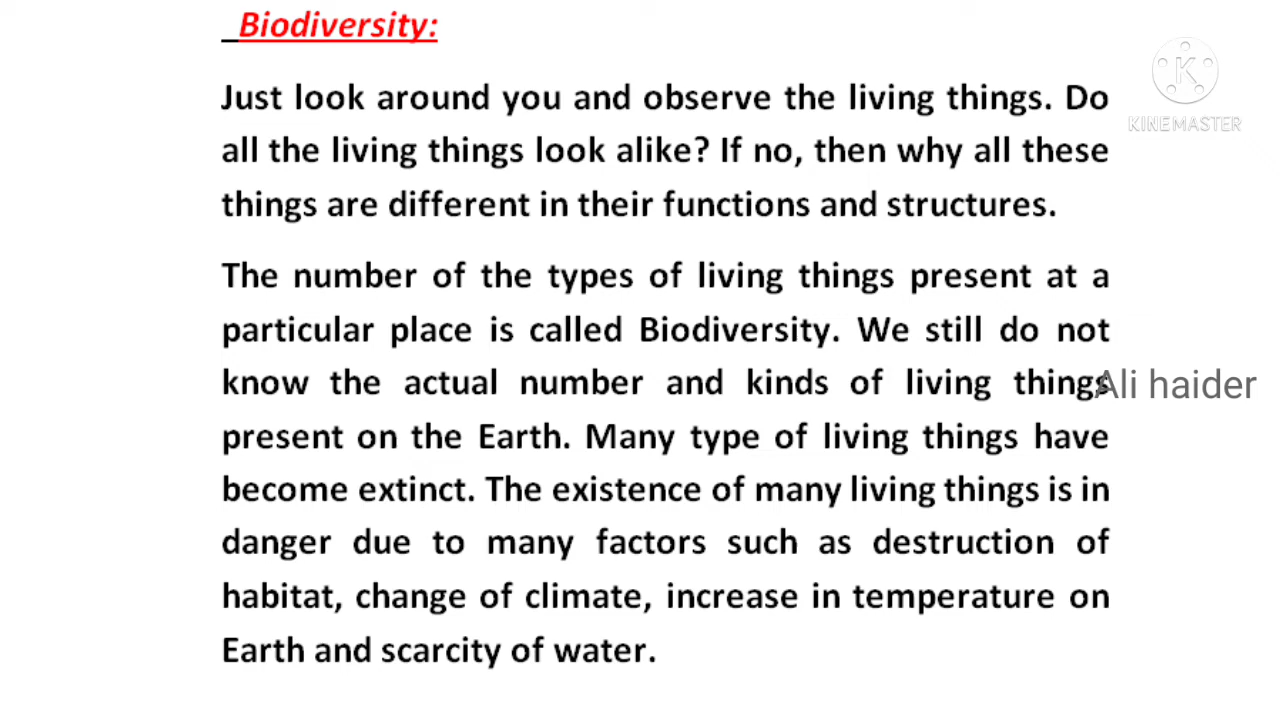 Biodiversity:
Just look around you and observe the living things. Do
all the living things look alike? If no, then why all these
things are different in their functions and structures.
The number of the types of living things present at a
particular place is called Biodiversity. We still do not
know the actual number and kinds of living things
present on the Earth. Many type of living things have
become extinct. The existence of many living things is in
danger due to many factors such as destruction of
habitat, change of climate, increase in temperature on
Earth and scarcity of water.
K
KINEMASTER
Ali haider